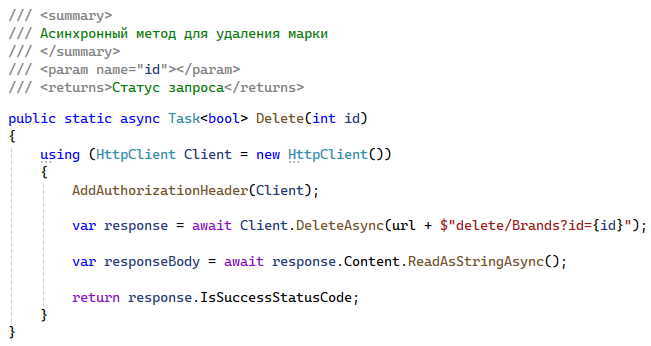 /// <summary>
/// Асинхронный метод для удаления марки
/// </summary>
/// <param name="id"></param>
/// <returns>Статус запроса</returns>
public static async Task<bool> Delete(int id)
{
    using (HttpClient Client = new HttpClient())
    {
        AddAuthorizationHeader(Client);
        var response = await Client.DeleteAsync(url + $"delete/Brands?id={id}");
        var responseBody = await response.Content.ReadAsStringAsync();
        return response.IsSuccessStatusCode;
    }
}